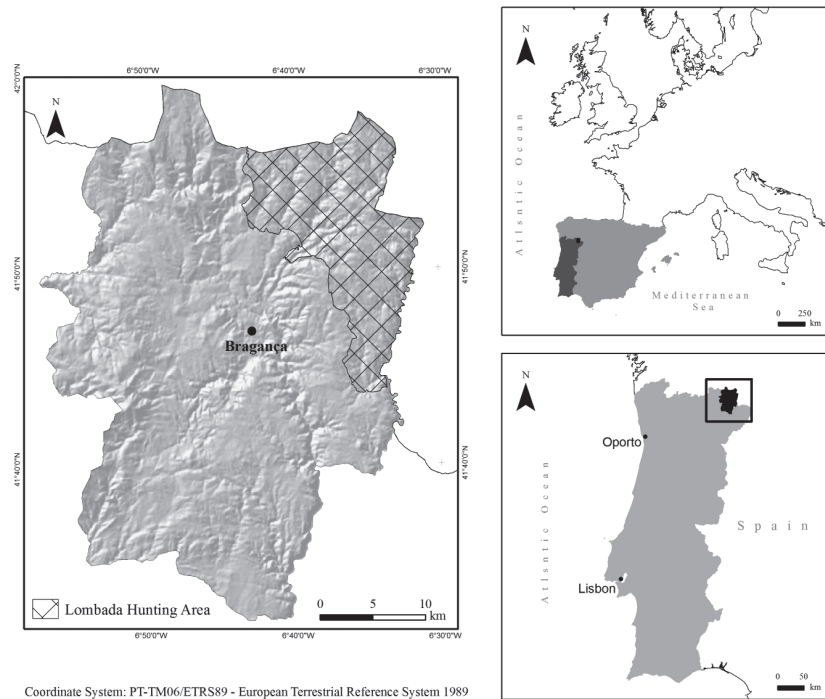 6°50'0"W 6°40'0"W 6°30'0"W
42°0'0"N
N
41°50'0"N 41°50'0"N
Bragança
41°40'0"N 41°40'0"N
Lombada Hunting Area
0 5 10
km
6°50'0"W 6°40'0"W 6°30'0"W
Coordinate System: PT-TM06/ETRS89 - European Terrestrial Reference System 1989
N
Atlsntic Ocean
Mediterranean
Sea
0 250
km
N
Oporto
Atlsntic Ocean
Spain
Lisbon
0 50
km